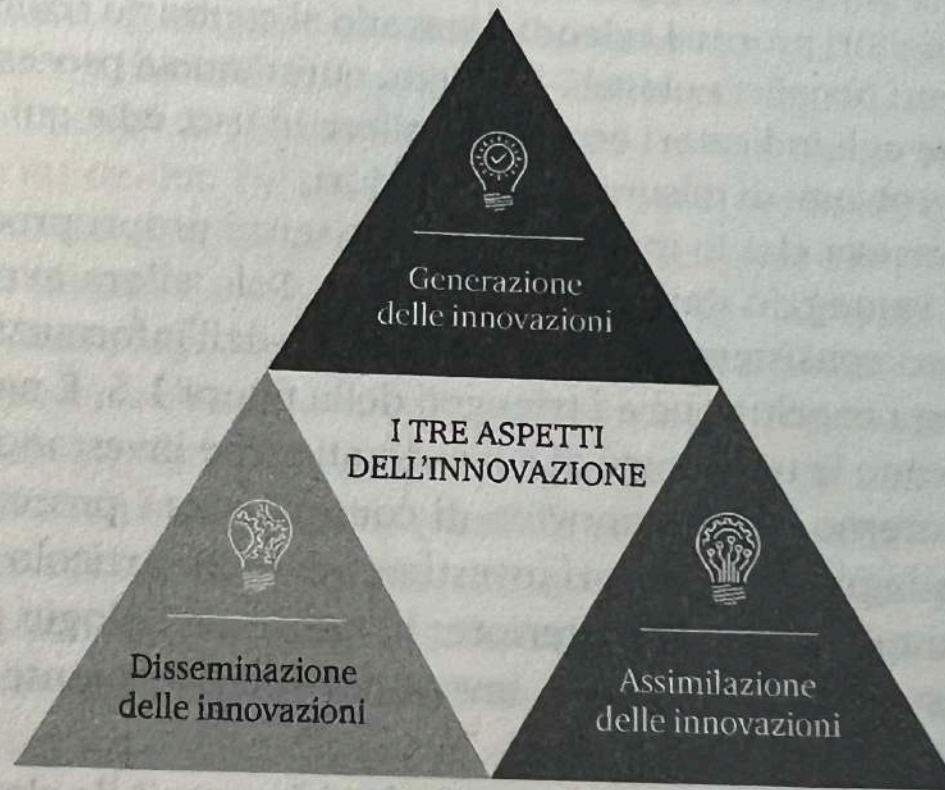 Generazione
delle innovazioni
I TRE ASPETTI
DELL'INNOVAZIONE
Disseminazione
delle innovazioni
Assimilazione
delle innovazioni